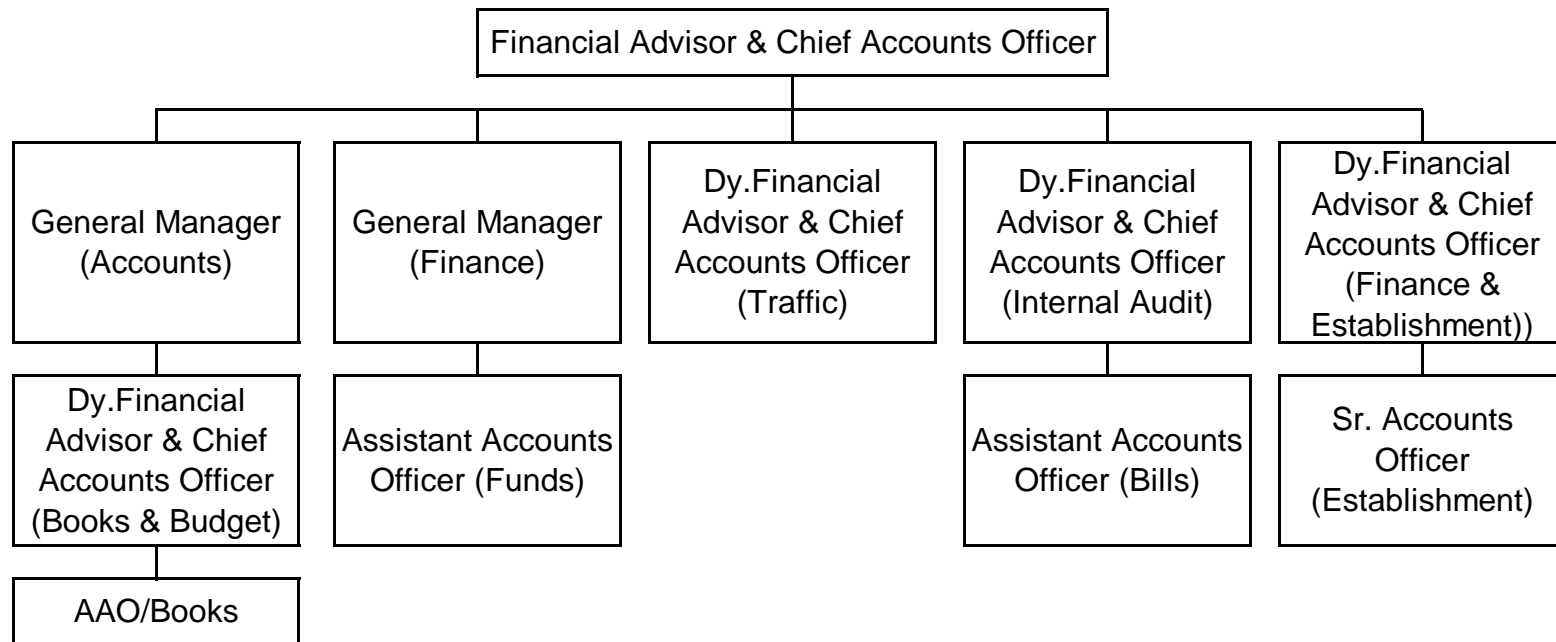 Financial Advisor & Chief Accounts Officer
General Manager
(Accounts)
General Manager
(Finance)
Dy.Financial
Advisor & Chief
Accounts Officer
(Traffic)
Dy.Financial
Advisor & Chief
Accounts Officer
(Internal Audit)
Dy.Financial
Advisor & Chief
Accounts Officer
(Finance &
Establishment))
Dy.Financial
Advisor & Chief
Accounts Officer
(Books & Budget)
Assistant Accounts
Officer (Funds)
Assistant Accounts
Officer (Bills)
Sr. Accounts
Officer
(Establishment)
AAO/Books